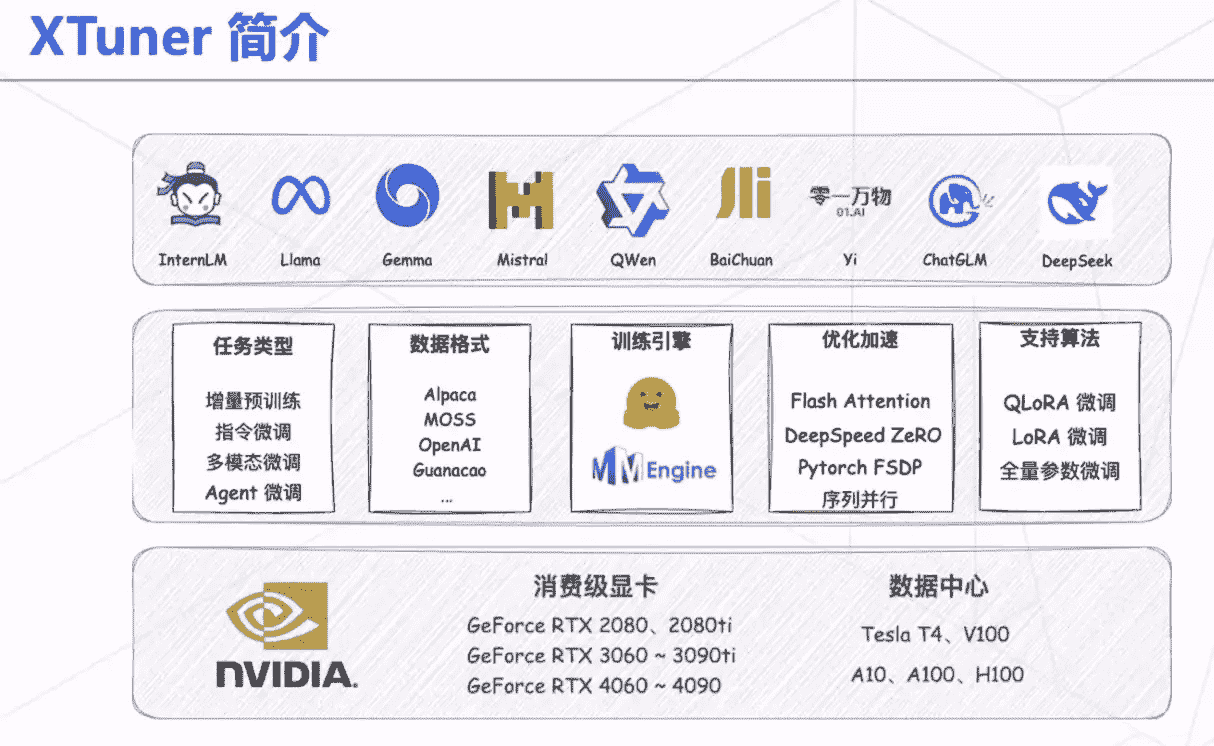 XTuner 简介
InternLM
Llama
Gemma
Mistral
QWen
BaiChuan
零一万物
01.AI
Yi
ChatGLM
DeepSeek
任务类型
增量预训练
指令微调
多模态微调
Agent 微调
数据格式
Alpaca
MOSS
OpenAI
Guanacao
...
训练引擎
MMEngine
优化加速
Flash Attention
DeepSpeed ZeRO
Pytorch FSDP
序列并行
支持算法
QLoRA 微调
LoRA 微调
全量参数微调
NVIDIA.
消费级显卡
GeForce RTX 2080、2080ti
GeForce RTX 3060 ~ 3090ti
GeForce RTX 4060 ~ 4090
数据中心
Tesla T4、V100
A10、A100、H100